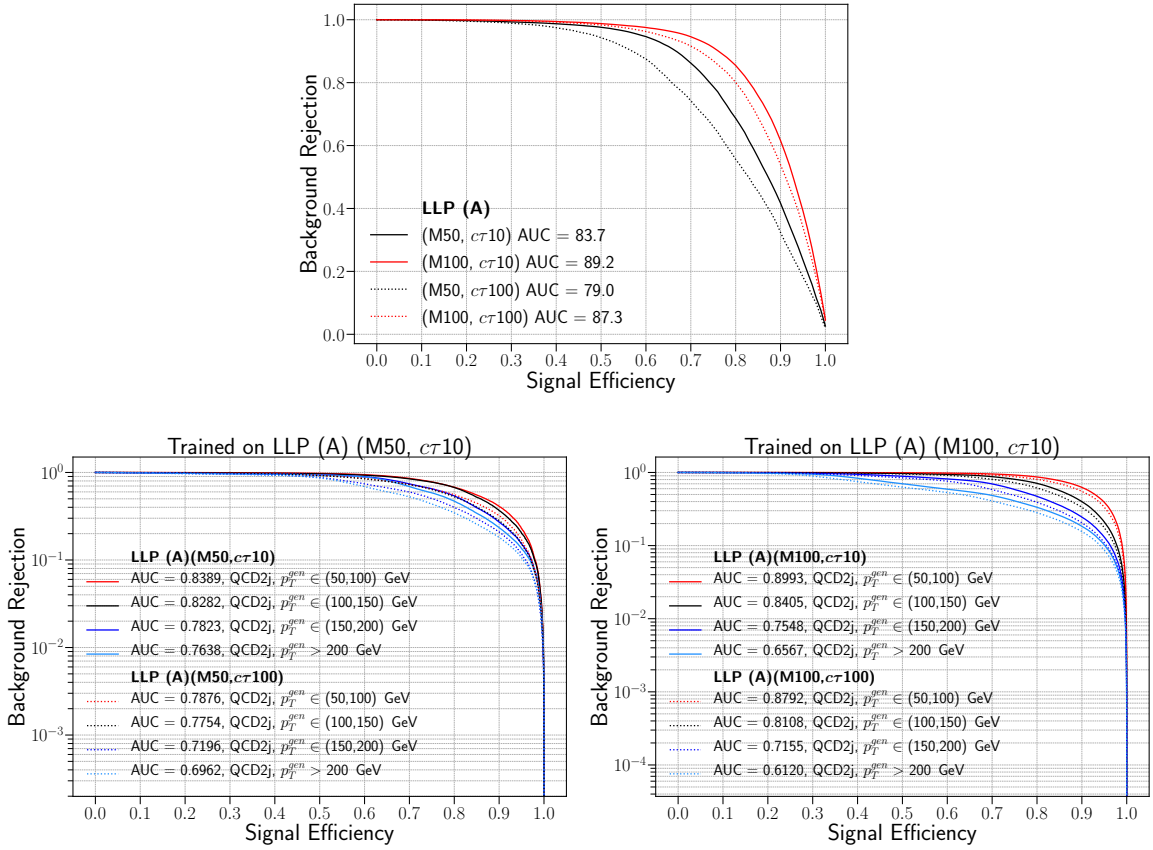 1.0
0.8
0.6
0.4
0.2
0.0
Background Rejection
LLP (A)
(M50, cτ10) AUC = 83.7
(M100, cτ10) AUC = 89.2
(M50, cτ100) AUC = 79.0
(M100, cτ100) AUC = 87.3
0.0 0.1 0.2 0.3 0.4 0.5 0.6 0.7 0.8 0.9 1.0
Signal Efficiency
Trained on LLP (A) (M50, cτ10)
10⁰
10⁻¹
10⁻²
10⁻³
Background Rejection
LLP (A)(M50,cτ10)
AUC = 0.8389, QCD2j, p_T^gen ∈ (50,100) GeV
AUC = 0.8282, QCD2j, p_T^gen ∈ (100,150) GeV
AUC = 0.7823, QCD2j, p_T^gen ∈ (150,200) GeV
AUC = 0.7638, QCD2j, p_T^gen > 200 GeV
LLP (A)(M50,cτ100)
AUC = 0.7876, QCD2j, p_T^gen ∈ (50,100) GeV
AUC = 0.7754, QCD2j, p_T^gen ∈ (100,150) GeV
AUC = 0.7196, QCD2j, p_T^gen ∈ (150,200) GeV
AUC = 0.6962, QCD2j, p_T^gen > 200 GeV
0.0 0.1 0.2 0.3 0.4 0.5 0.6 0.7 0.8 0.9 1.0
Signal Efficiency
Trained on LLP (A) (M100, cτ10)
10⁰
10⁻¹
10⁻²
10⁻³
10⁻⁴
Background Rejection
LLP (A)(M100,cτ10)
AUC = 0.8993, QCD2j, p_T^gen ∈ (50,100) GeV
AUC = 0.8405, QCD2j, p_T^gen ∈ (100,150) GeV
AUC = 0.7548, QCD2j, p_T^gen ∈ (150,200) GeV
AUC = 0.6567, QCD2j, p_T^gen > 200 GeV
LLP (A)(M100,cτ100)
AUC = 0.8792, QCD2j, p_T^gen ∈ (50,100) GeV
AUC = 0.8108, QCD2j, p_T^gen ∈ (100,150) GeV
AUC = 0.7155, QCD2j, p_T^gen ∈ (150,200) GeV
AUC = 0.6120, QCD2j, p_T^gen > 200 GeV
0.0 0.1 0.2 0.3 0.4 0.5 0.6 0.7 0.8 0.9 1.0
Signal Efficiency